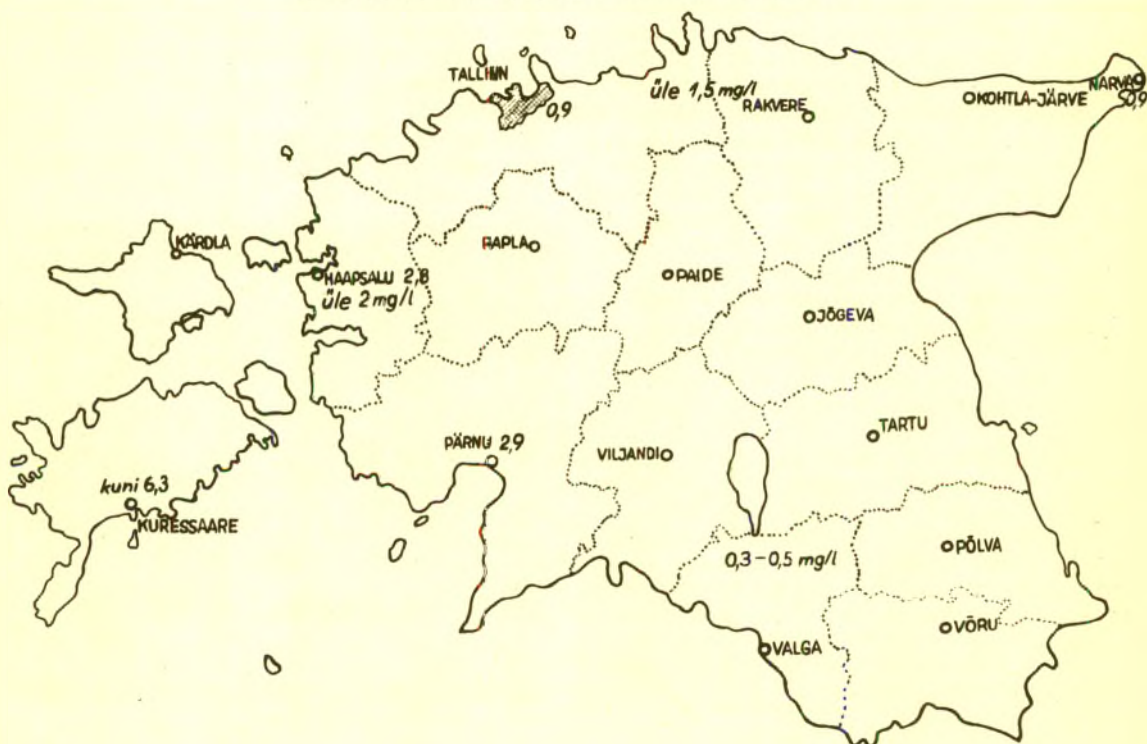 TALLINN
0,9
üle 1,5 mg/l
RAKVERE
KOHTLA-JÄRVE
NARVA
KÄRDLA
RAPLA
PAIDE
HAAPSALU 2,8
üle 2 mg/l
JÕGEVA
TARTU
PÄRNU 2,9
VILJANDI
kuni 6,3
KURESSAARE
0,3-0,5 mg/l
PÕLVA
VÕRU
VALGA